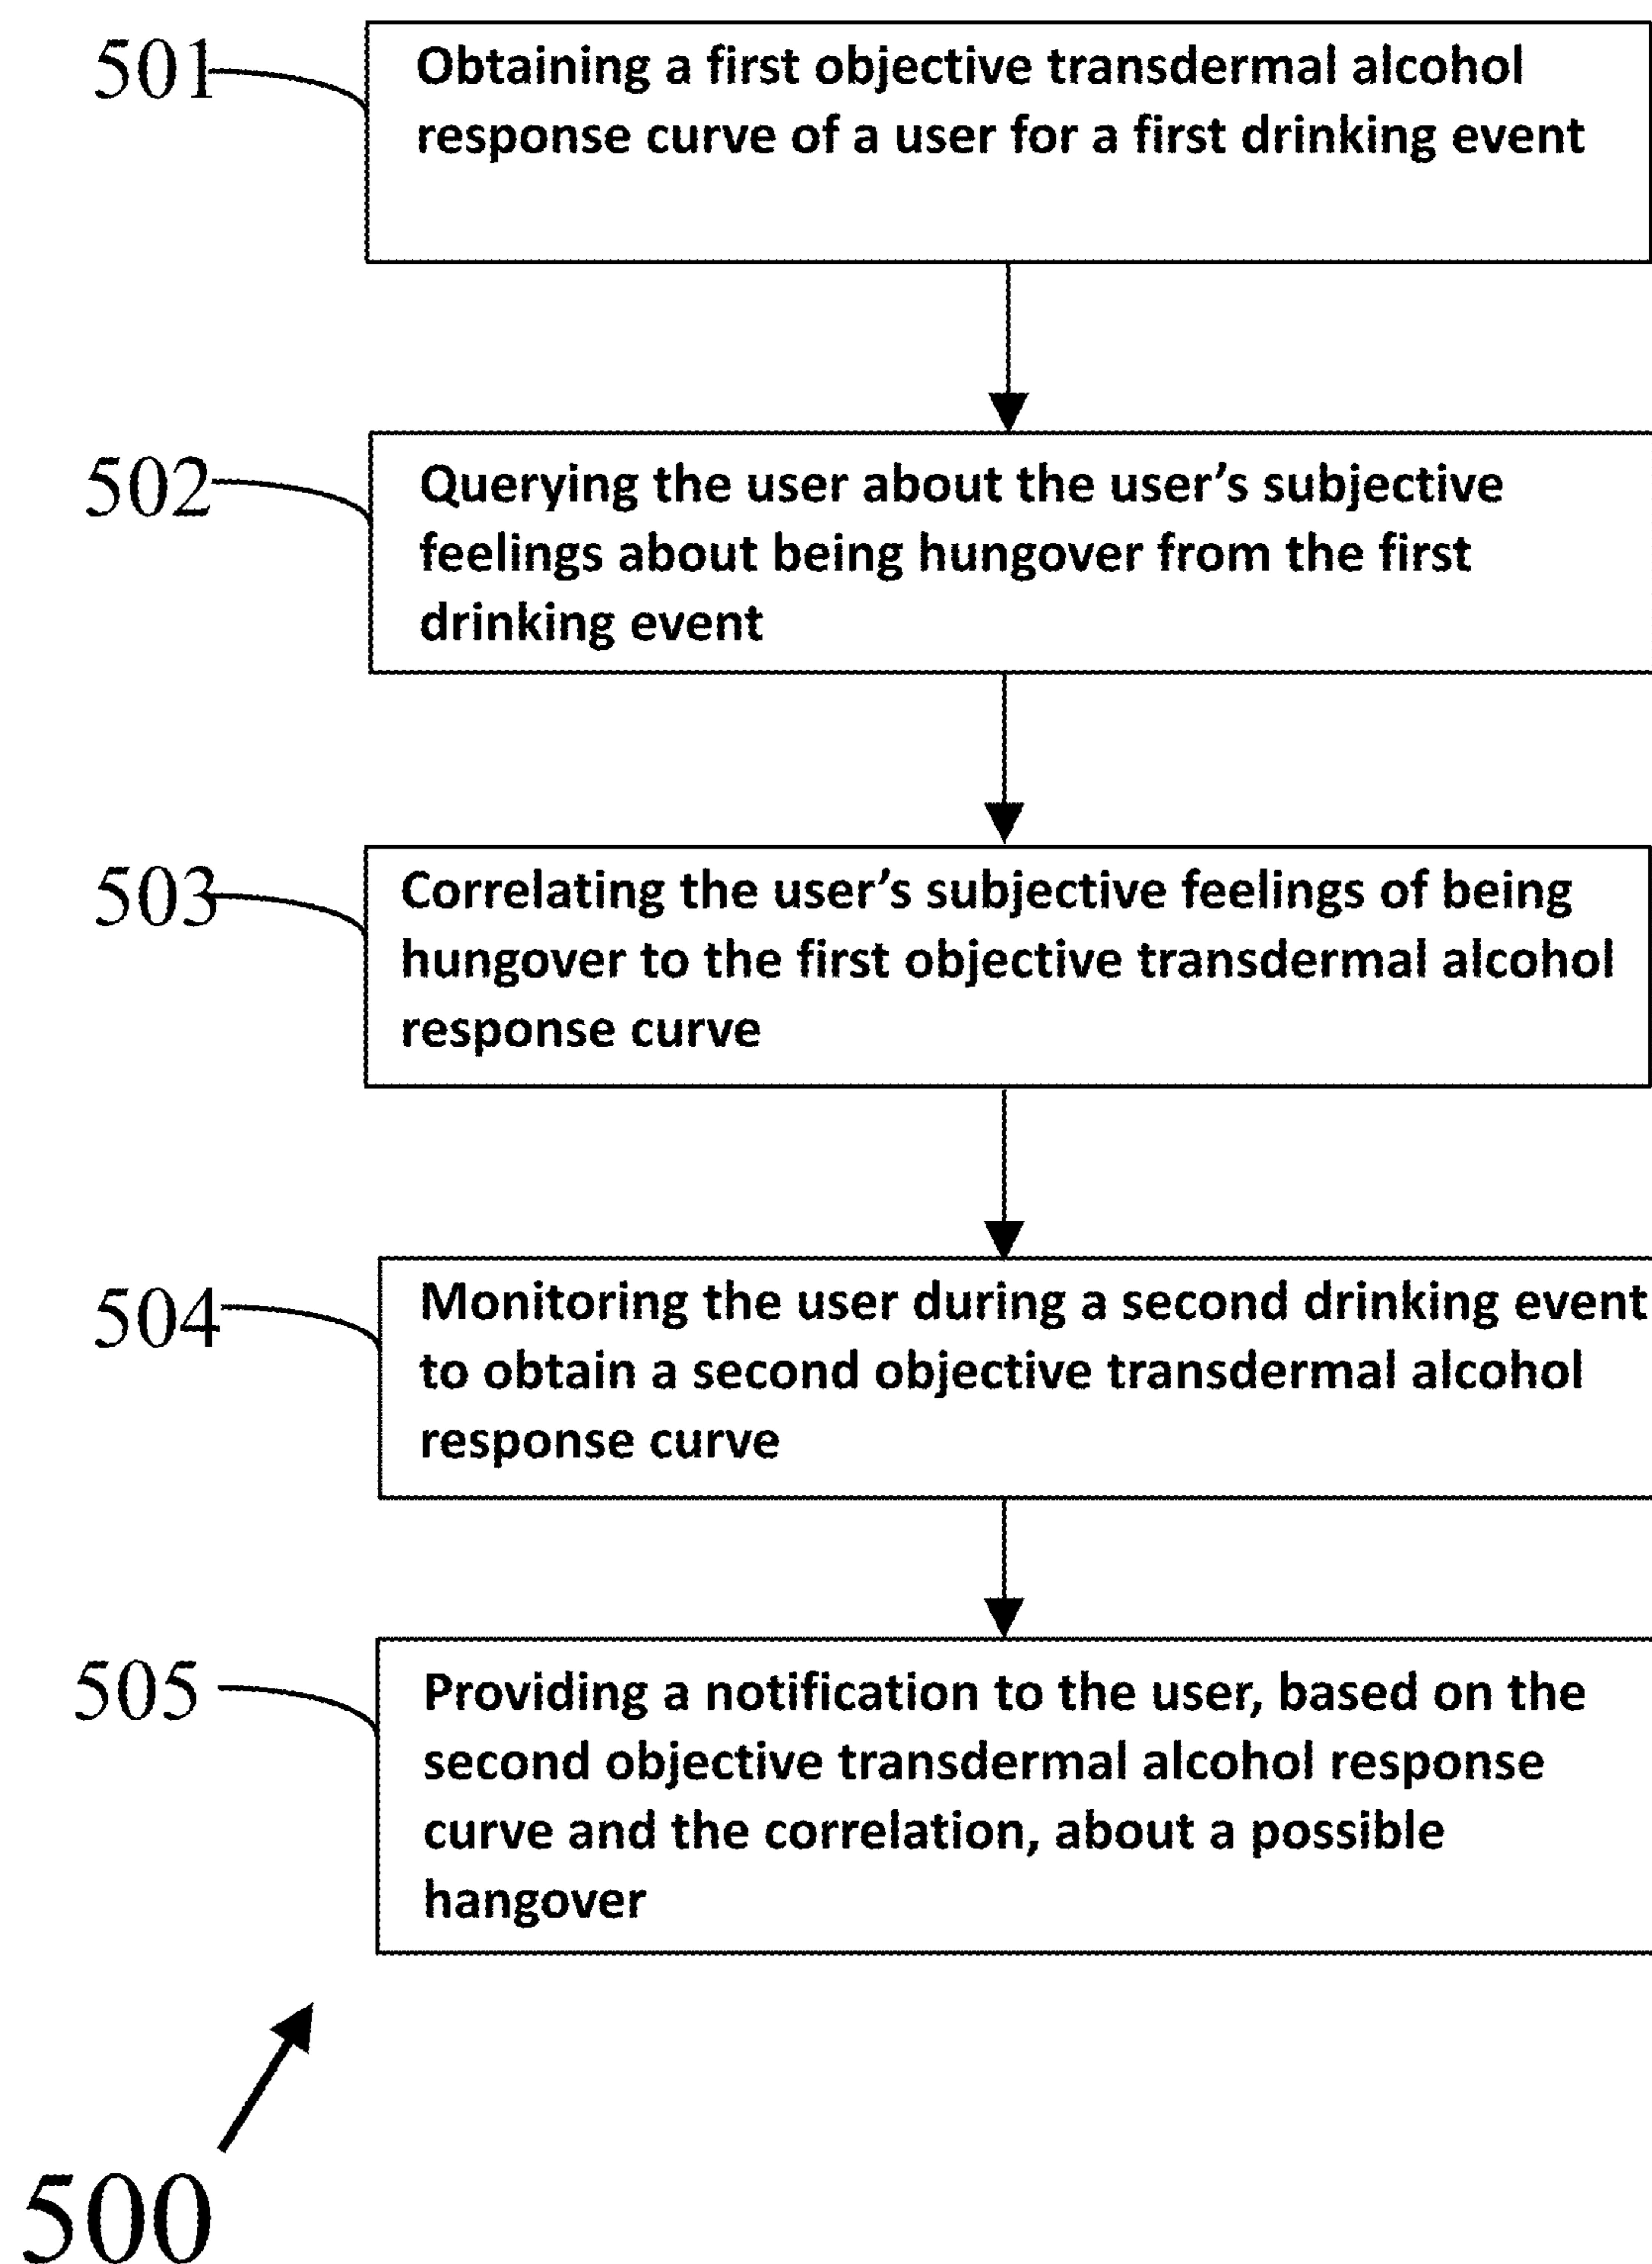 501
Obtaining a first objective transdermal alcohol
response curve of a user for a first drinking event
502
Querying the user about the user's subjective
feelings about being hungover from the first
drinking event
503
Correlating the user's subjective feelings of being
hungover to the first objective transdermal alcohol
response curve
504
Monitoring the user during a second drinking event
to obtain a second objective transdermal alcohol
response curve
505
Providing a notification to the user, based on the
second objective transdermal alcohol response
curve and the correlation, about a possible
hangover
500